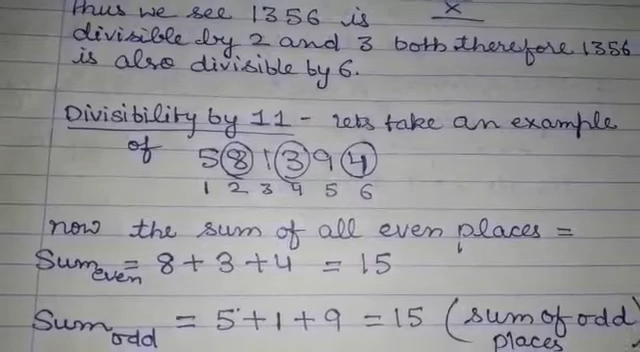 thus we see 1356 is x
divisible by 2 and 3 both therefore 1356
is also divisible by 6.
Divisibility by 11 - lets take an example
of 5 8 1 3 9 4
1 2 3 4 5 6
now the sum of all even places =
Sum even = 8 + 3 + 4 = 15
Sum odd = 5 + 1 + 9 = 15 (sum of odd
places